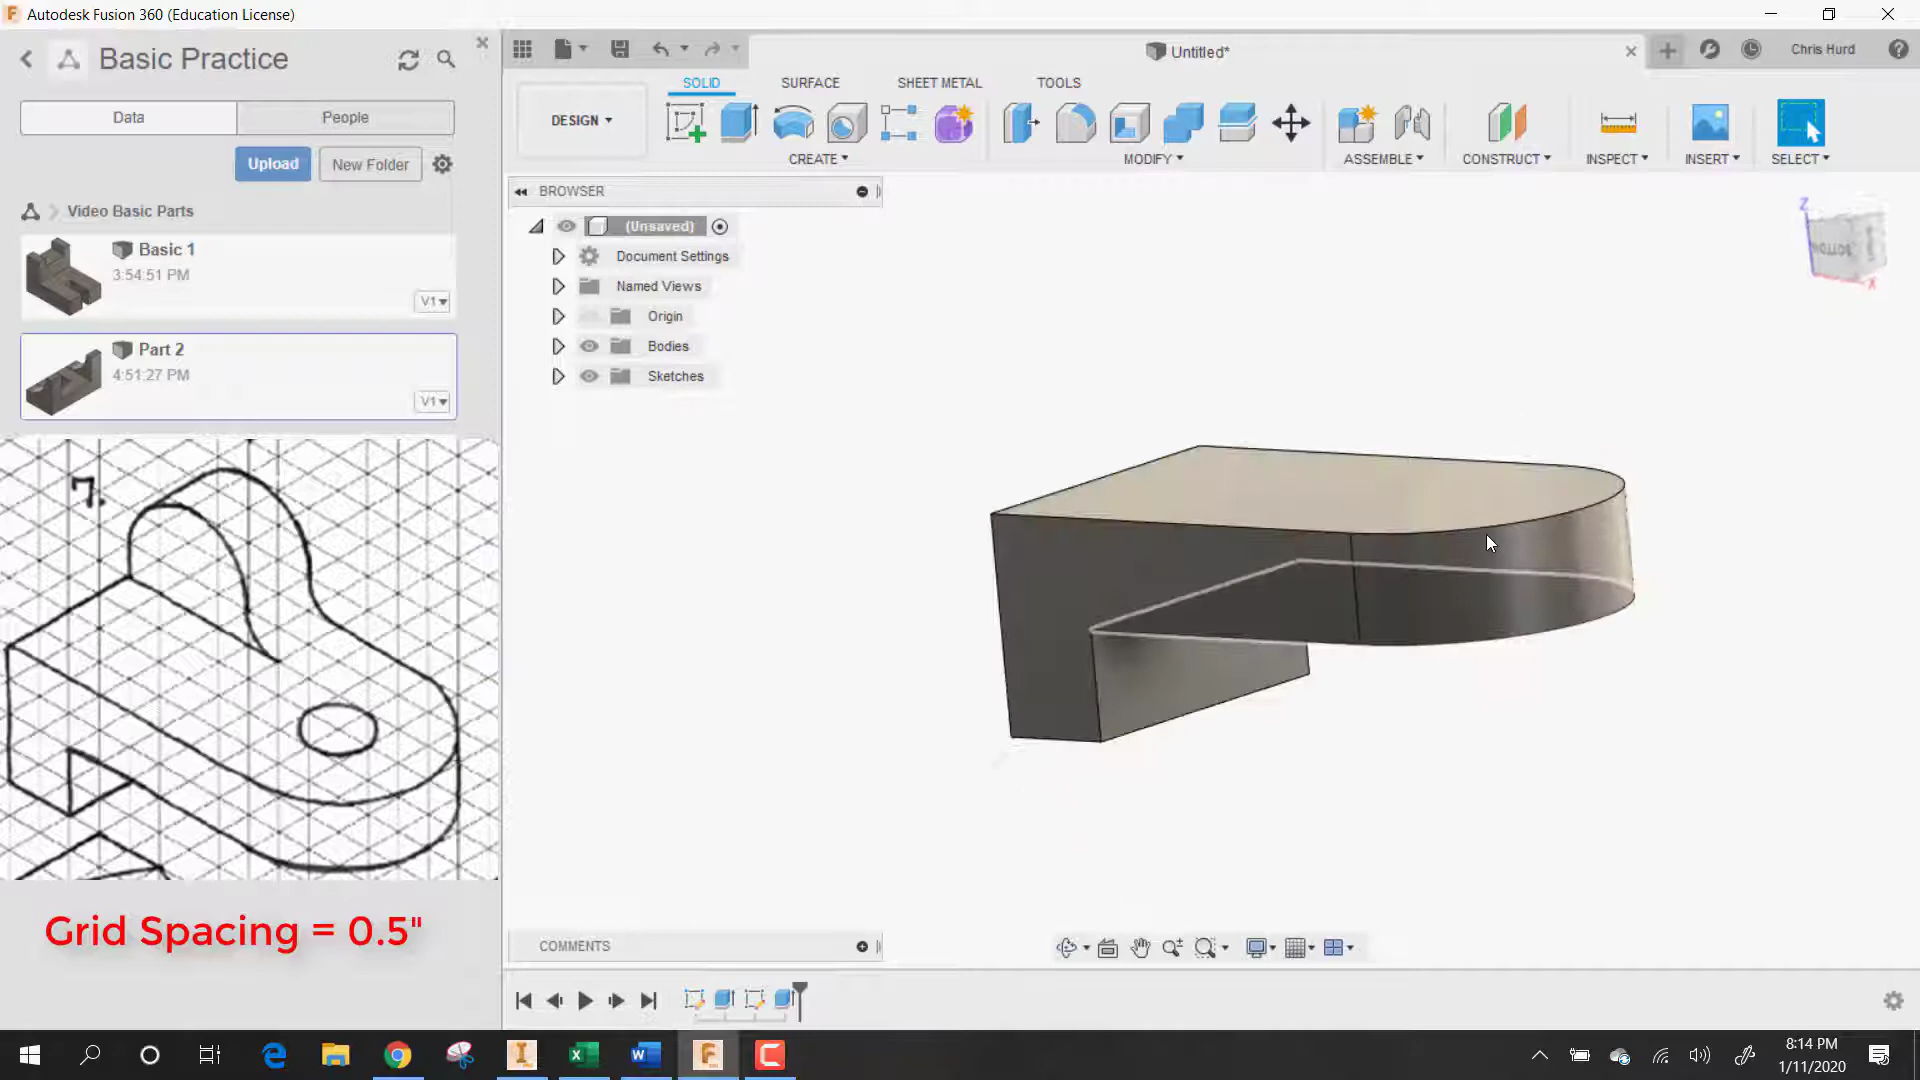 Autodesk Fusion 360 (Education License)
Basic Practice
Data
People
Upload
New Folder
Video Basic Parts
Basic 1
3:54:51 PM
V1
Part 2
4:51:27 PM
V1
7.
Grid Spacing = 0.5"
Untitled*
Chris Hurd
DESIGN
SOLID
SURFACE
SHEET METAL
TOOLS
CREATE
MODIFY
ASSEMBLE
CONSTRUCT
INSPECT
INSERT
SELECT
BROWSER
(Unsaved)
Document Settings
Named Views
Origin
Bodies
Sketches
Z
BOTTOM
X
COMMENTS
8:14 PM
1/11/2020